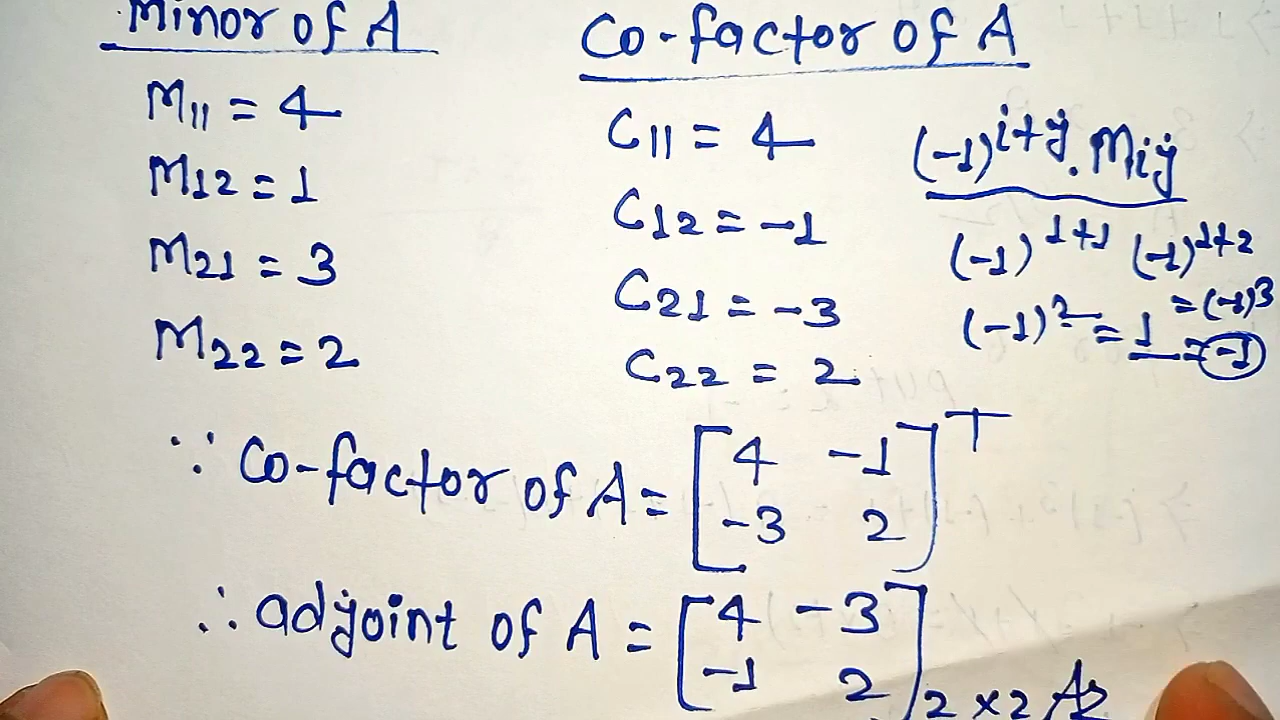 Minor of A
M11 = 4
M12 = 1
M21 = 3
M22 = 2
Co-factor of A
C11 = 4
C12 = -1
C21 = -3
C22 = 2
(-1)^i+j . Mij
(-1)^1+1 (-1)^1+2
(-1)^2 = 1 = (-1)^3
= -1
∵ Co-factor of A = [4 -1
-3 2]^T
∴ adjoint of A = [4 -3
-1 2] 2×2